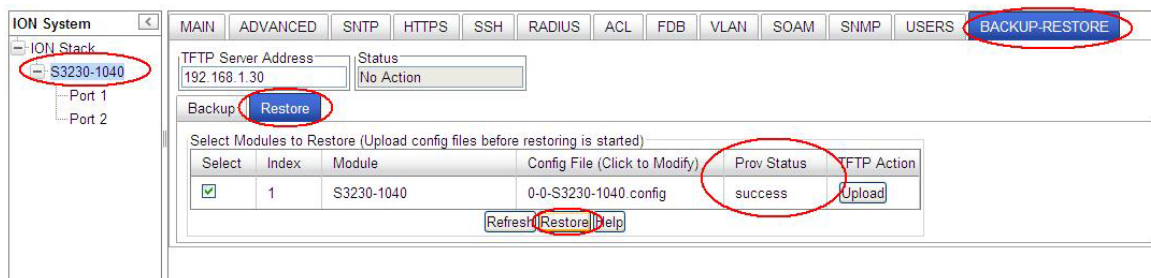 ION System <
ION Stack
S3230-1040
Port 1
Port 2
MAIN ADVANCED SNTP HTTPS SSH RADIUS ACL FDB VLAN SOAM SNMP USERS BACKUP-RESTORE
TFTP Server Address Status
192.168.1.30 No Action
Backup Restore
Select Modules to Restore (Upload config files before restoring is started)
Select Index Module Config File (Click to Modify) Prov Status TFTP Action
1 S3230-1040 0-0-S3230-1040.config success Upload
Refresh Restore Help